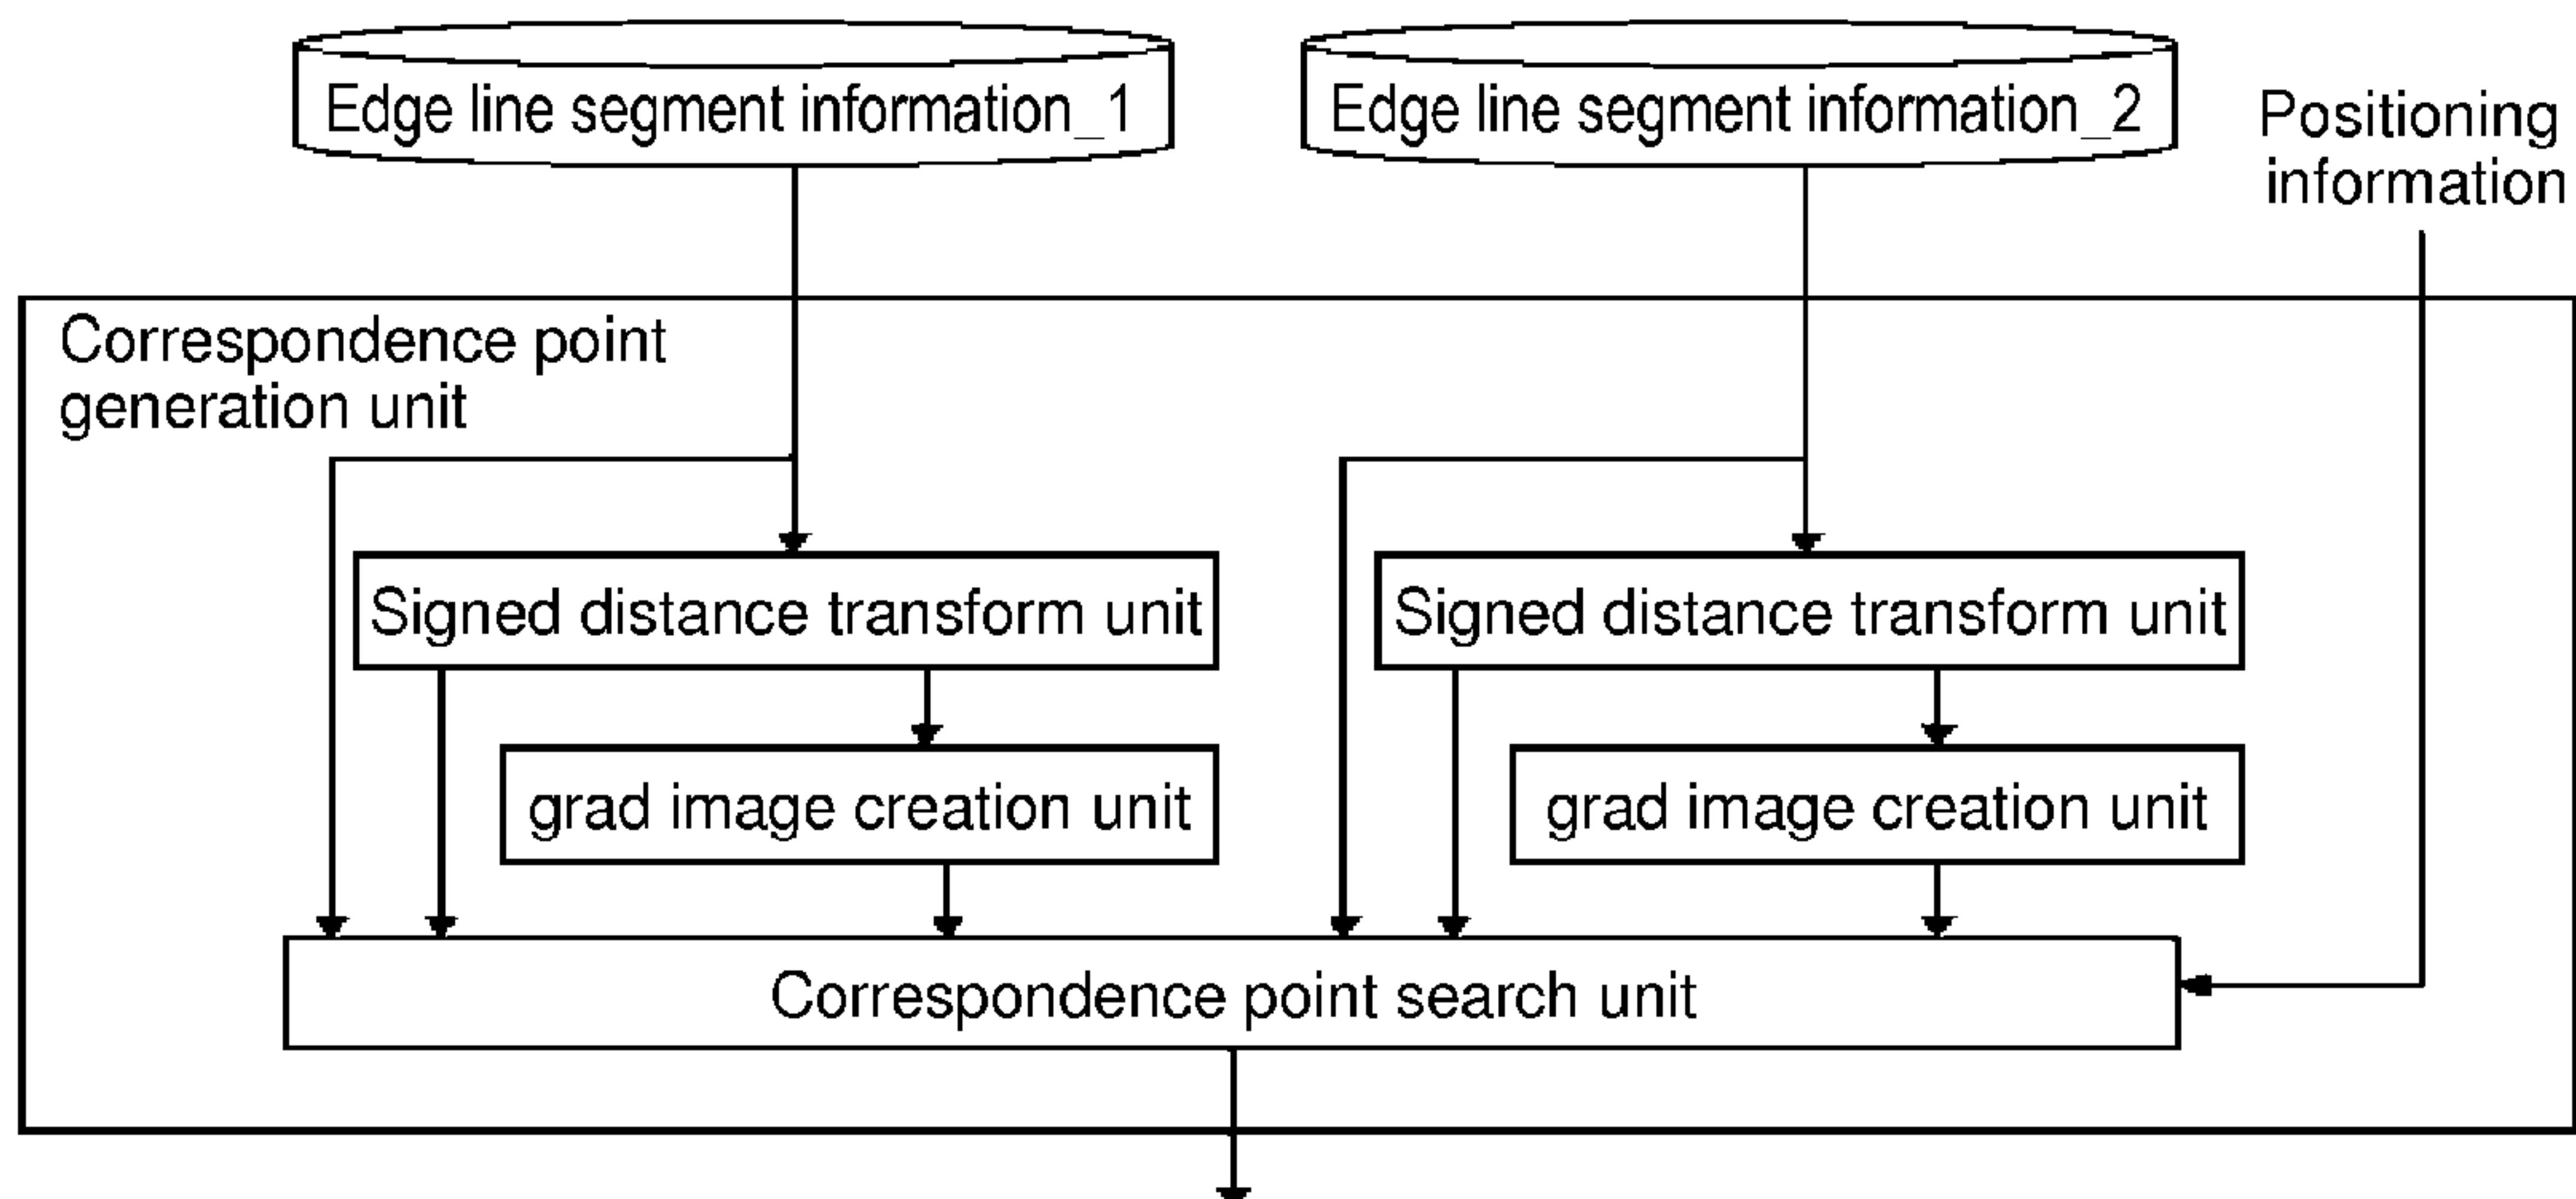 Edge line segment information_1
Edge line segment information_2
Positioning
information
Correspondence point
generation unit
Signed distance transform unit
Signed distance transform unit
grad image creation unit
grad image creation unit
Correspondence point search unit